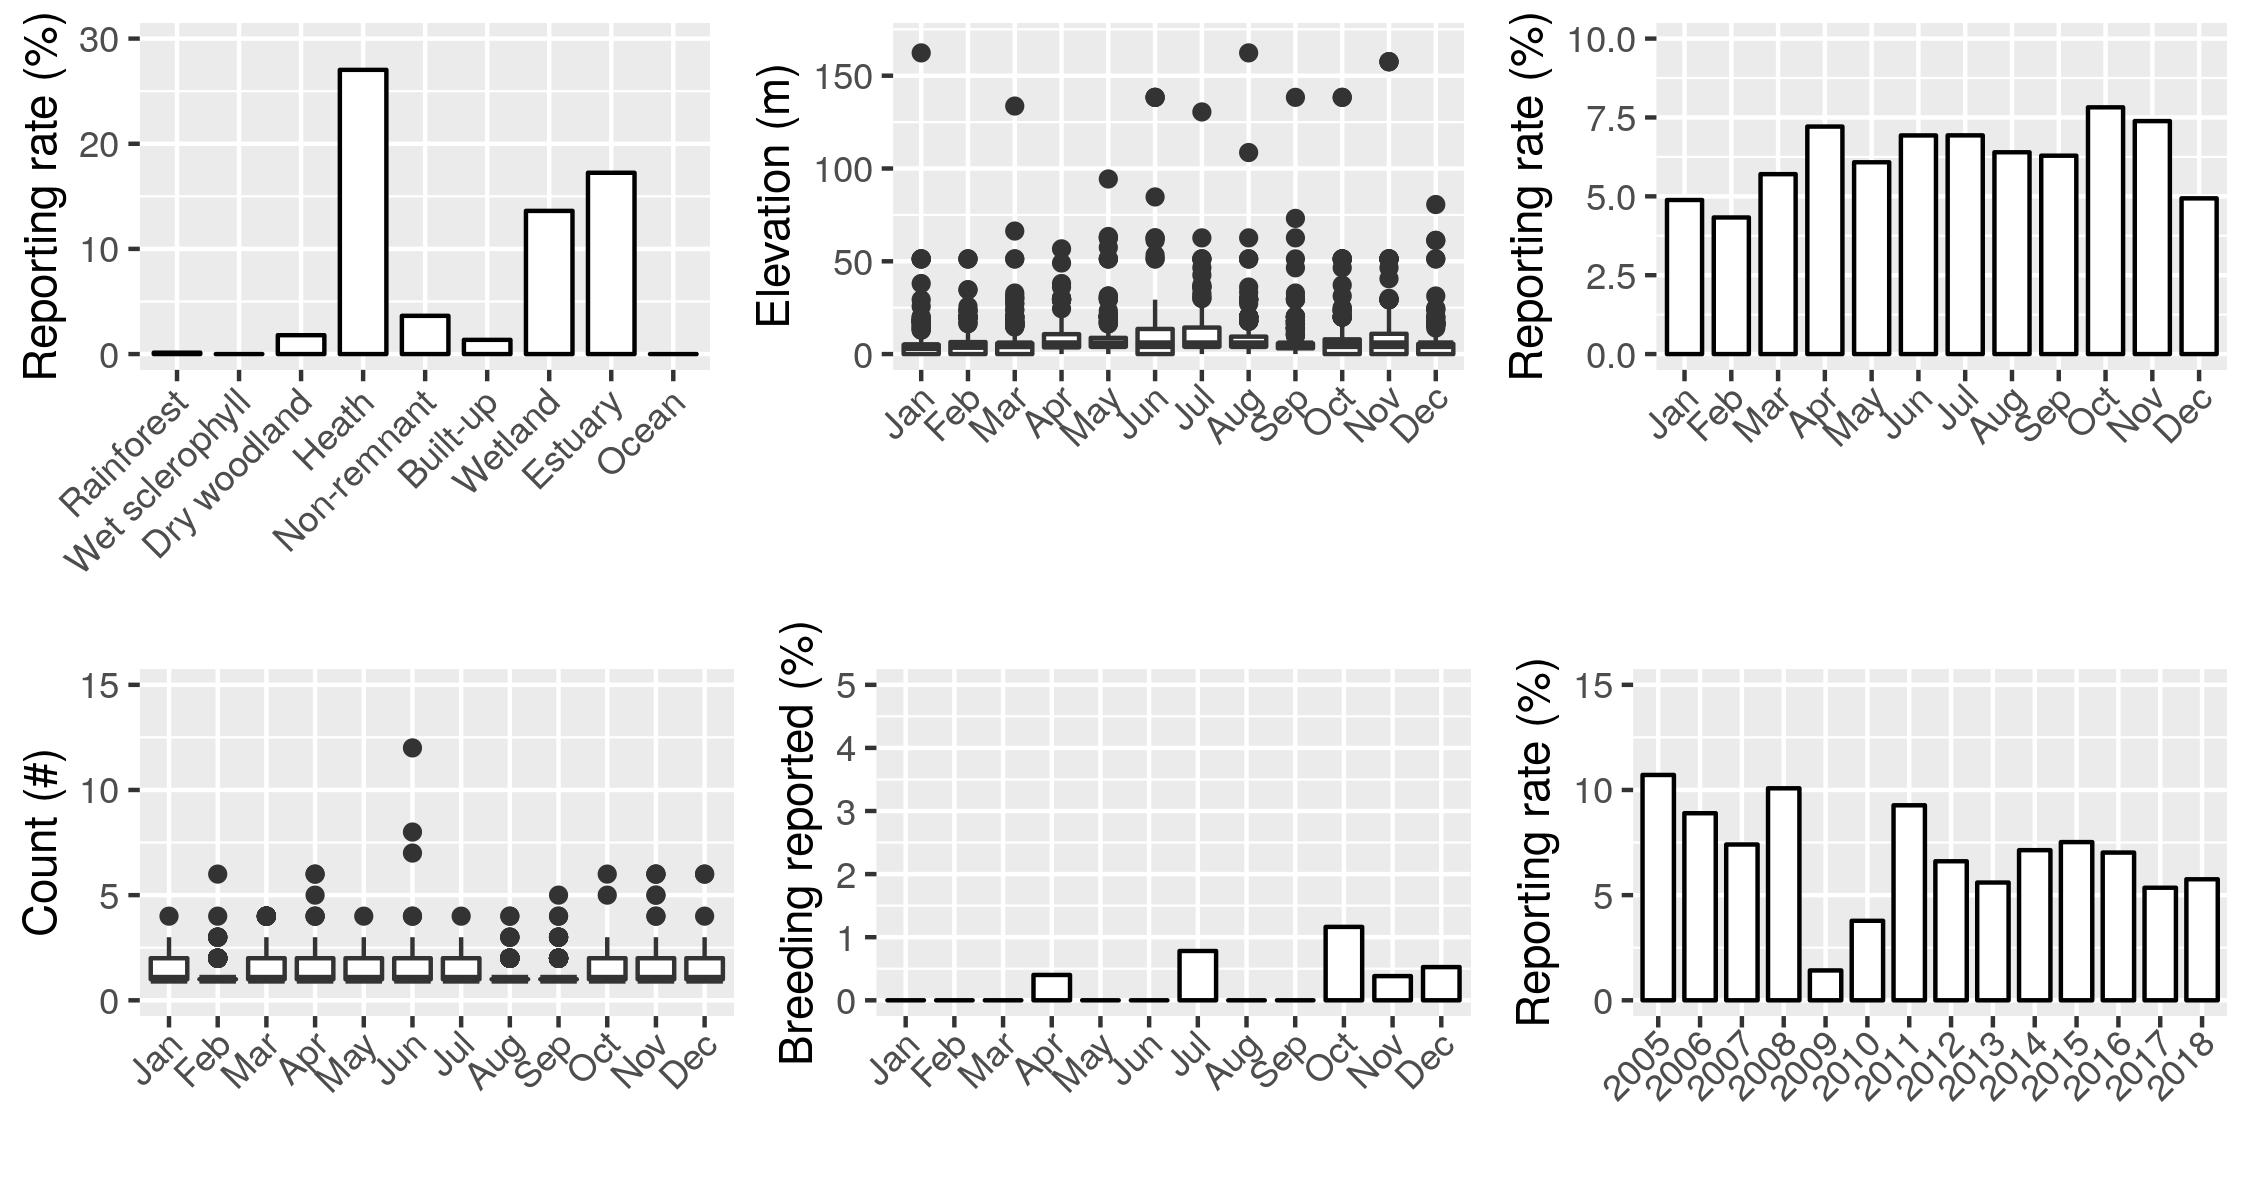 Reporting rate (%)
30
20
10
0
Rainforest
Wet sclerophyll
Dry woodland
Heath
Non-remnant
Built-up
Wetland
Estuary
Ocean
Elevation (m)
150
100
50
0
Jan
Feb
Mar
Apr
May
Jun
Jul
Aug
Sep
Oct
Nov
Dec
Reporting rate (%)
10.0
7.5
5.0
2.5
0.0
Jan
Feb
Mar
Apr
May
Jun
Jul
Aug
Sep
Oct
Nov
Dec
Count (#)
15
10
5
0
Jan
Feb
Mar
Apr
May
Jun
Jul
Aug
Sep
Oct
Nov
Dec
Breeding reported (%)
5
4
3
2
1
0
Jan
Feb
Mar
Apr
May
Jun
Jul
Aug
Sep
Oct
Nov
Dec
Reporting rate (%)
15
10
5
0
2005
2006
2007
2008
2009
2010
2011
2012
2013
2014
2015
2016
2017
2018